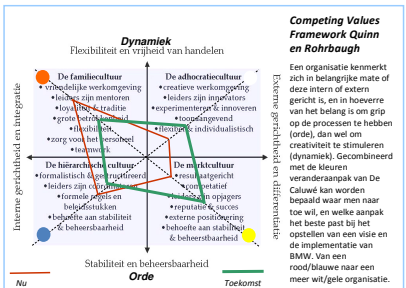 Dynamiek
Flexibiliteit en vrijheid van handelen
Interne gerichtheid en integratie
De familiecultuur
• vriendelijke werkomgeving
• leiders zijn mentoren
• loyaliteit & traditie
• grote betrokkenheid
• flexibiliteit
• zorg voor het personeel
• teamwork
De adhocratiecultuur
• creatieve werkomgeving
• leiders zijn innovators
• experimenteren & innoveren
• toonaangevend
• flexibel & individualistisch
De hiërarchische cultuur
• formalistisch & gestructureerd
• leiders zijn coördinatoren
• formele regels en
beleidsstukken
• behoefte aan stabiliteit
& beheersbaarheid
De marktcultuur
• resultaatgericht
• competatief
• leiders zijn opjagers
• reputatie & succes
• externe positionering
• behoefte aan stabiliteit
& beheerstbaarheid
Externe gerichtheid en differentiatie
Stabiliteit en beheersbaarheid
Orde
Nu
Toekomst
Competing Values
Framework Quinn
en Rohrbaugh
Een organisatie kenmerkt
zich in belangrijke mate of
deze intern of extern
gericht is, en in hoeverre
van het belang is om grip
op de processen te hebben
(orde), dan wel om
creativiteit te stimuleren
(dynamiek). Gecombineerd
met de kleuren
veranderaanpak van De
Caluwé kan worden
bepaald waar men naar
toe wil, en welke aanpak
het beste past bij het
opstellen van een visie en
de implementatie van
BMW. Van een
rood/blauwe naar een
meer wit/gele organisatie.